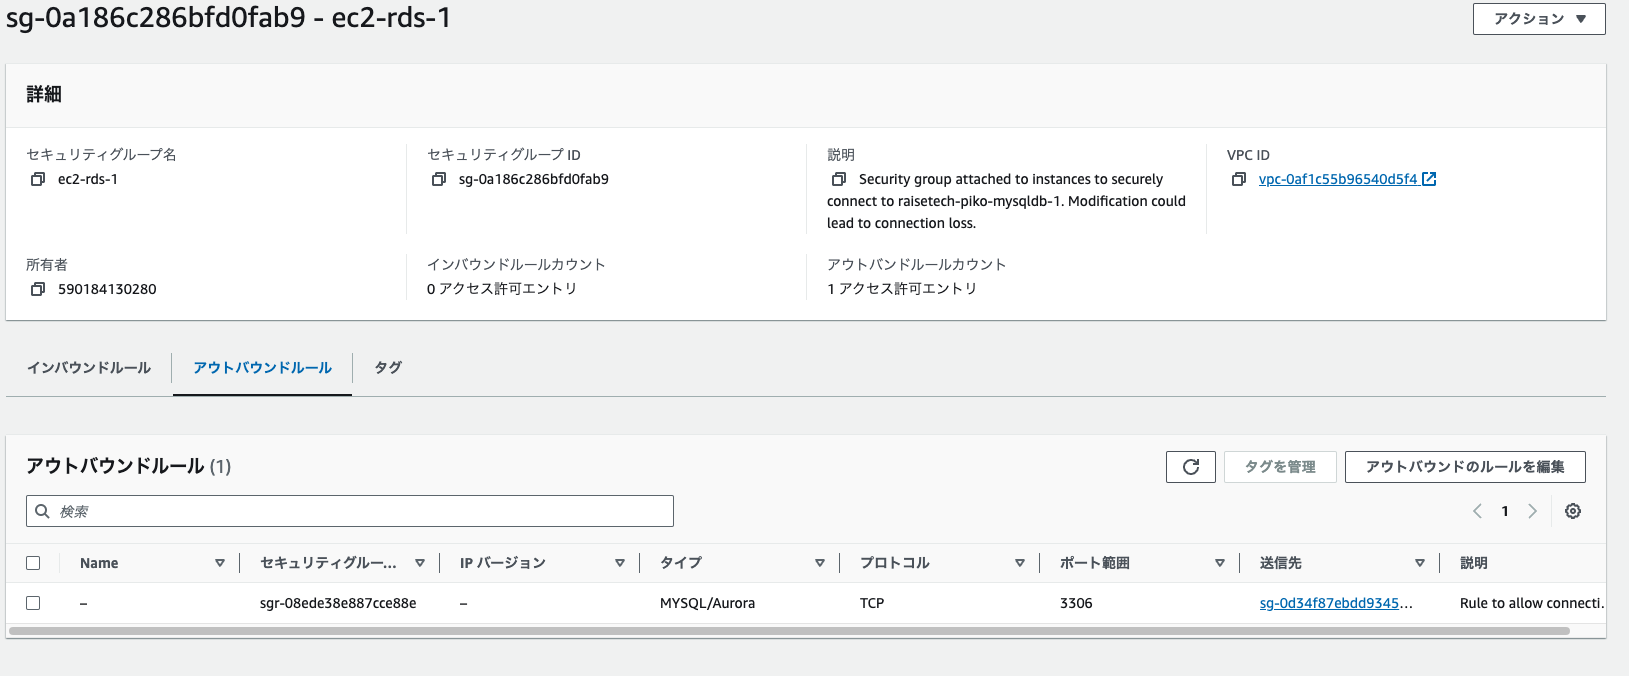 sg-0a186c286bfd0fab9 - ec2-rds-1
アクション
詳細
セキュリティグループ名
ec2-rds-1
セキュリティグループ ID
sg-0a186c286bfd0fab9
説明
Security group attached to instances to securely
connect to raisetech-piko-mysqldb-1. Modification could
lead to connection loss.
VPC ID
vpc-0af1c55b96540d5f4
所有者
590184130280
インバウンドルールカウント
0 アクセス許可エントリ
アウトバンドルールカウント
1 アクセス許可エントリ
インバウンドルール
アウトバウンドルール
タグ
アウトバウンドルール (1)
タグを管理
アウトバウンドのルールを編集
検索
1
Name
セキュリティグルー...
IP バージョン
タイプ
プロトコル
ポート範囲
送信先
説明
–
sgr-08ede38e887cce88e
–
MYSQL/Aurora
TCP
3306
sg-0d34f87ebdd9345...
Rule to allow connecti.